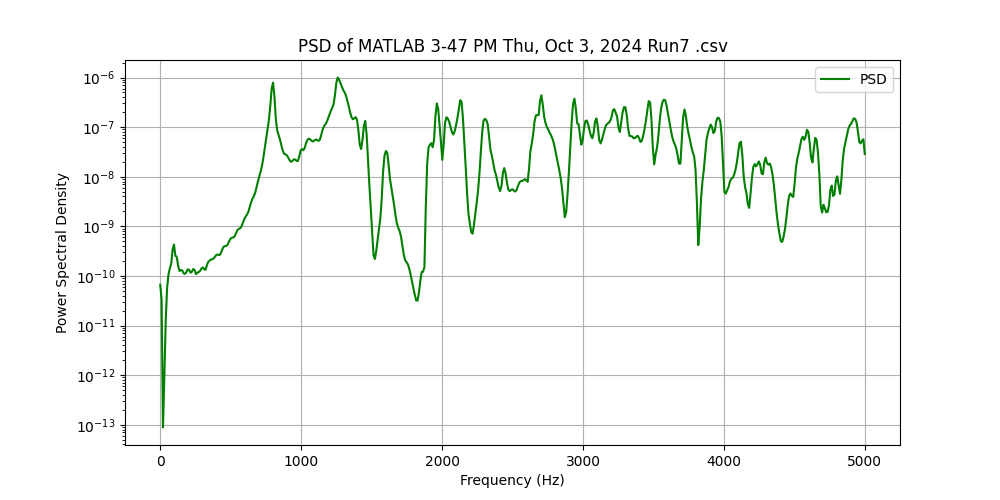 PSD of MATLAB 3-47 PM Thu, Oct 3, 2024 Run7 .csv
PSD
Power Spectral Density
10⁻⁶
10⁻⁷
10⁻⁸
10⁻⁹
10⁻¹⁰
10⁻¹¹
10⁻¹²
10⁻¹³
0 1000 2000 3000 4000 5000
Frequency (Hz)